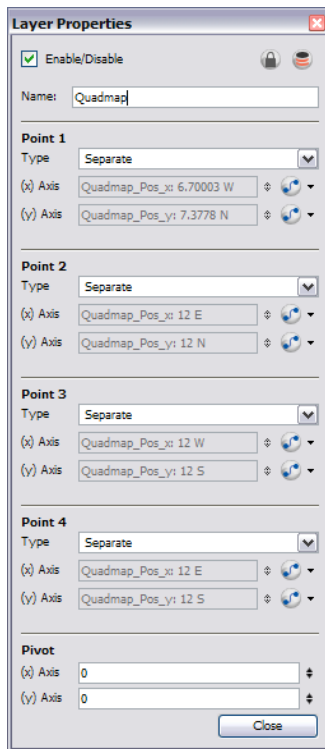 Layer Properties
Enable/Disable
Name: Quadmap
Point 1
Type Separate
(x) Axis Quadmap_Pos_x: 6.70003 W
(y) Axis Quadmap_Pos_y: 7.3778 N
Point 2
Type Separate
(x) Axis Quadmap_Pos_x: 12 E
(y) Axis Quadmap_Pos_y: 12 N
Point 3
Type Separate
(x) Axis Quadmap_Pos_x: 12 W
(y) Axis Quadmap_Pos_y: 12 S
Point 4
Type Separate
(x) Axis Quadmap_Pos_x: 12 E
(y) Axis Quadmap_Pos_y: 12 S
Pivot
(x) Axis 0
(y) Axis 0
Close